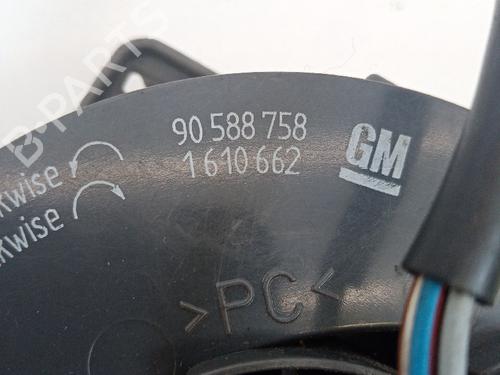 90 588 758
1 610 662
GM
kwise
kwise
>PC<
B-PARTS